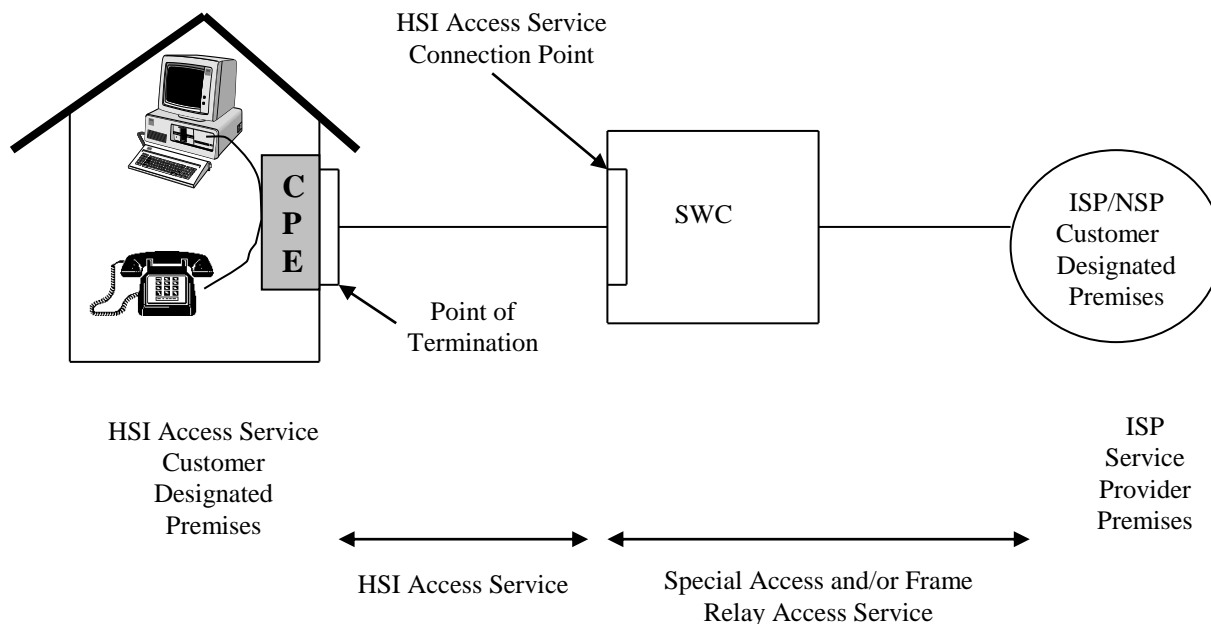 HSI Access Service
Connection Point
C
P
E
SWC
ISP/NSP
Customer
Designated
Premises
Point of
Termination
HSI Access Service
Customer
Designated
Premises
ISP
Service
Provider
Premises
HSI Access Service
Special Access and/or Frame
Relay Access Service